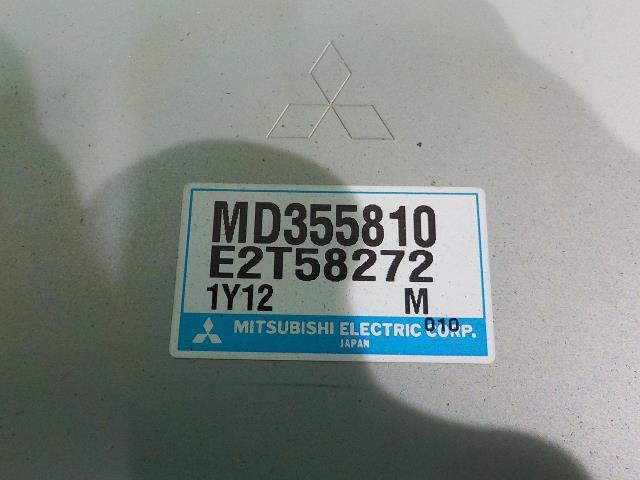 MD355810
E2T58272
1Y12 M
010
MITSUBISHI ELECTRIC CORP.
JAPAN